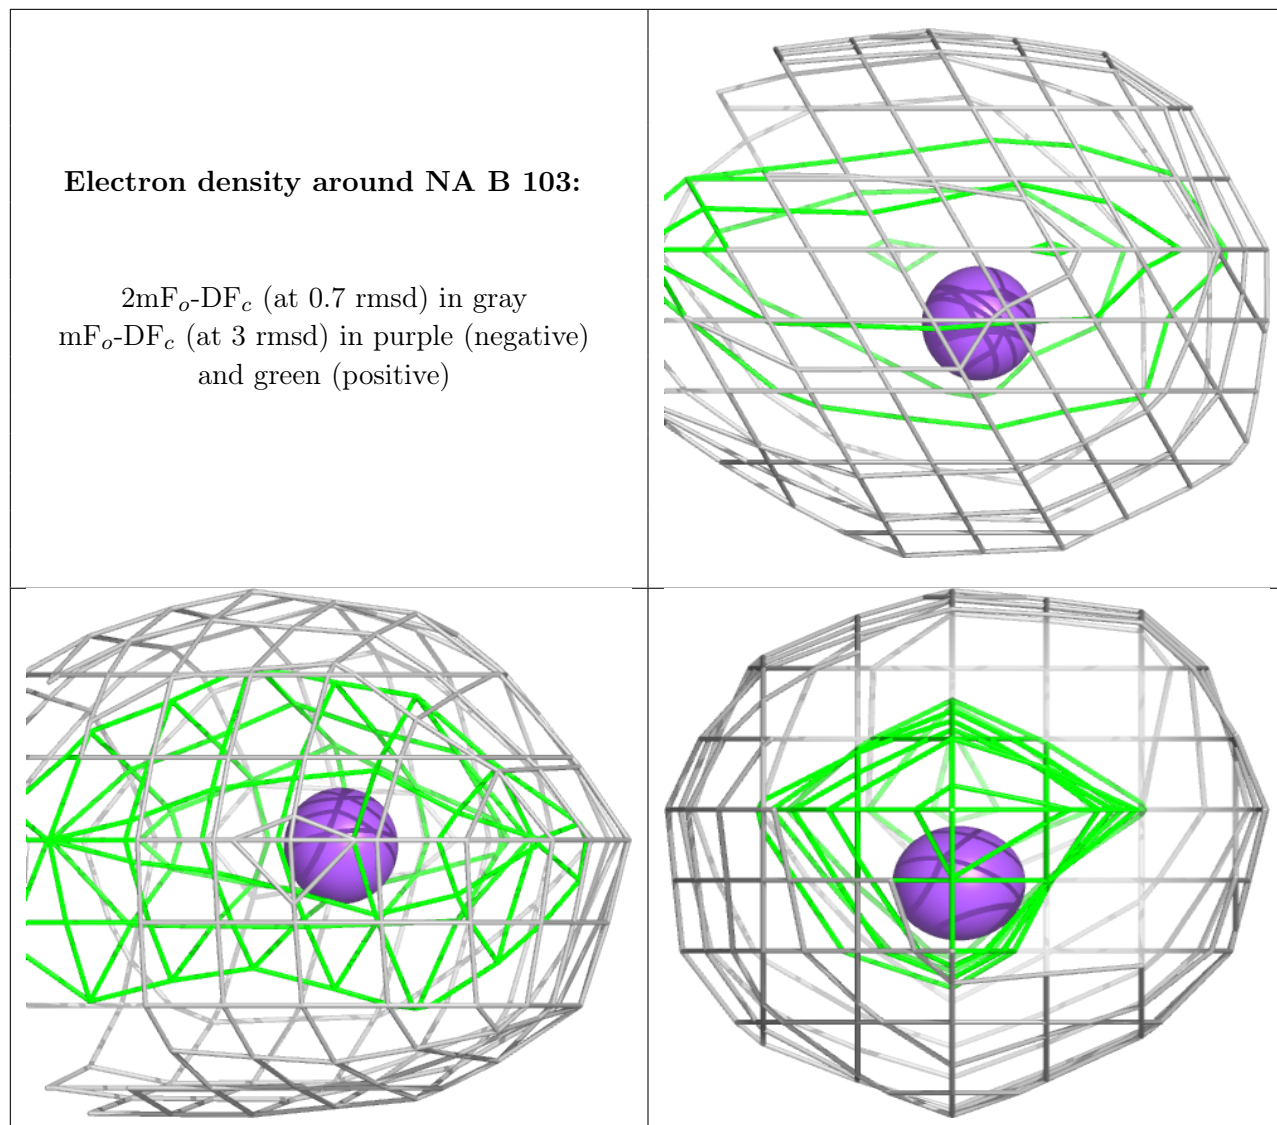 Electron density around NA B 103:
2mFo-DFc (at 0.7 rmsd) in gray
mFo-DFc (at 3 rmsd) in purple (negative)
and green (positive)